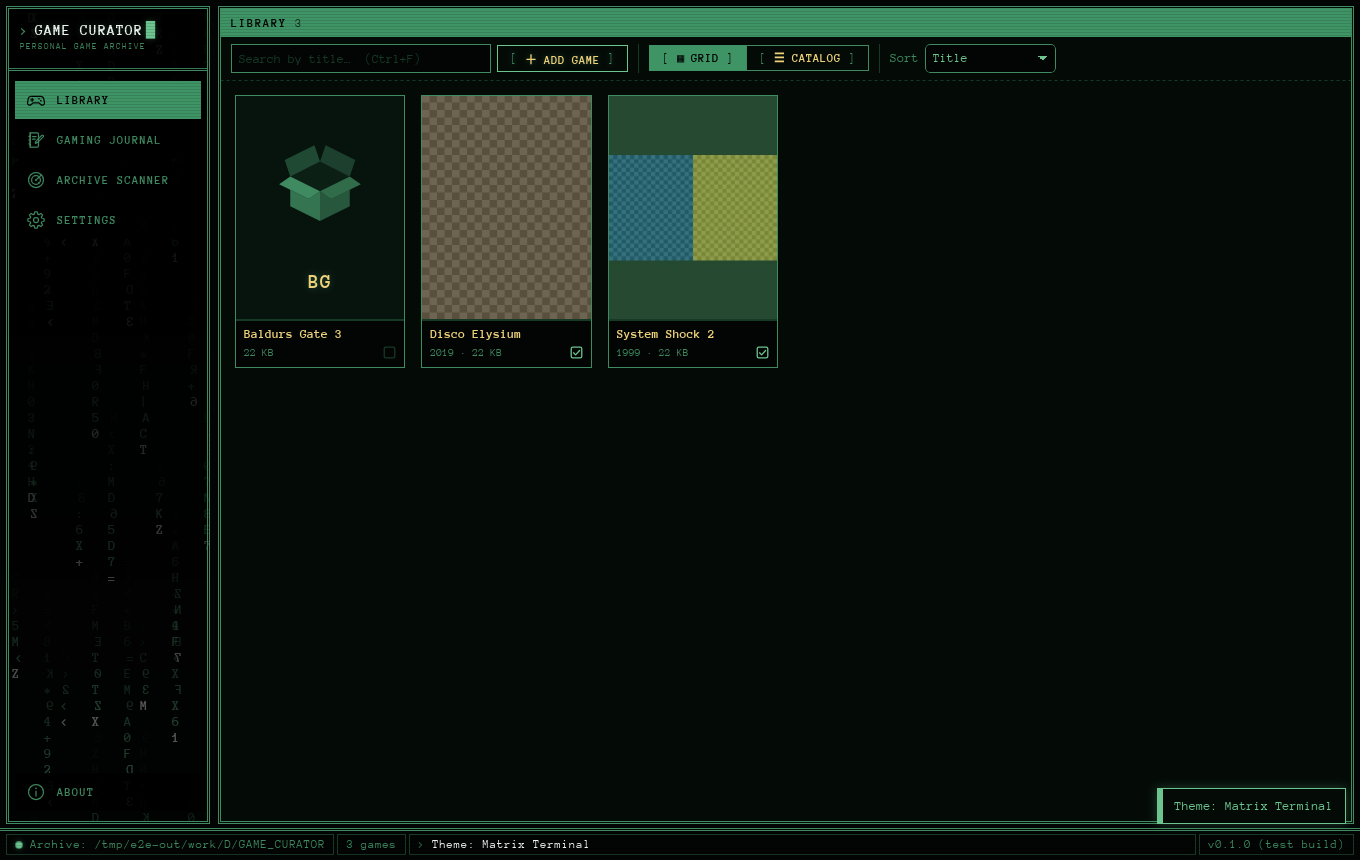 › GAME CURATOR
PERSONAL GAME ARCHIVE
LIBRARY
GAMING JOURNAL
ARCHIVE SCANNER
SETTINGS
ABOUT
LIBRARY 3
Search by title… (Ctrl+F)
[ + ADD GAME ]
[ ▦ GRID ]
[ ☰ CATALOG ]
Sort
Title
BG
Baldurs Gate 3
22 KB
Disco Elysium
2019 · 22 KB
System Shock 2
1999 · 22 KB
Theme: Matrix Terminal
Archive: /tmp/e2e-out/work/D/GAME_CURATOR
3 games
› Theme: Matrix Terminal
v0.1.0 (test build)